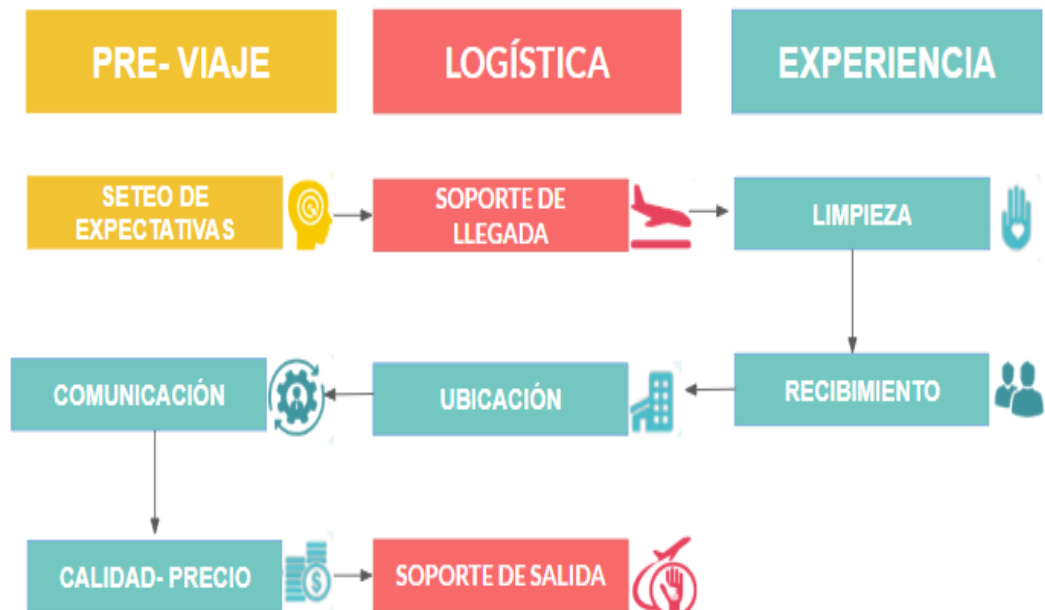 PRE- VIAJE
LOGÍSTICA
EXPERIENCIA
SETEO DE
EXPECTATIVAS
SOPORTE DE
LLEGADA
LIMPIEZA
COMUNICACIÓN
UBICACIÓN
RECIBIMIENTO
CALIDAD- PRECIO
$
SOPORTE DE SALIDA